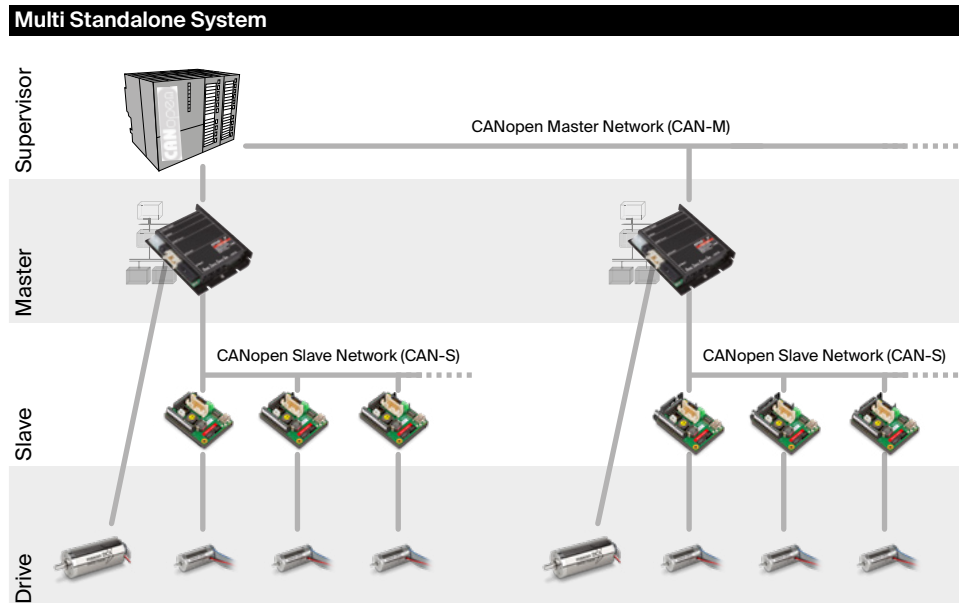 Multi Standalone System
Supervisor
CANopen
CANopen Master Network (CAN-M)
Master
CANopen Slave Network (CAN-S)
CANopen Slave Network (CAN-S)
Slave
Drive